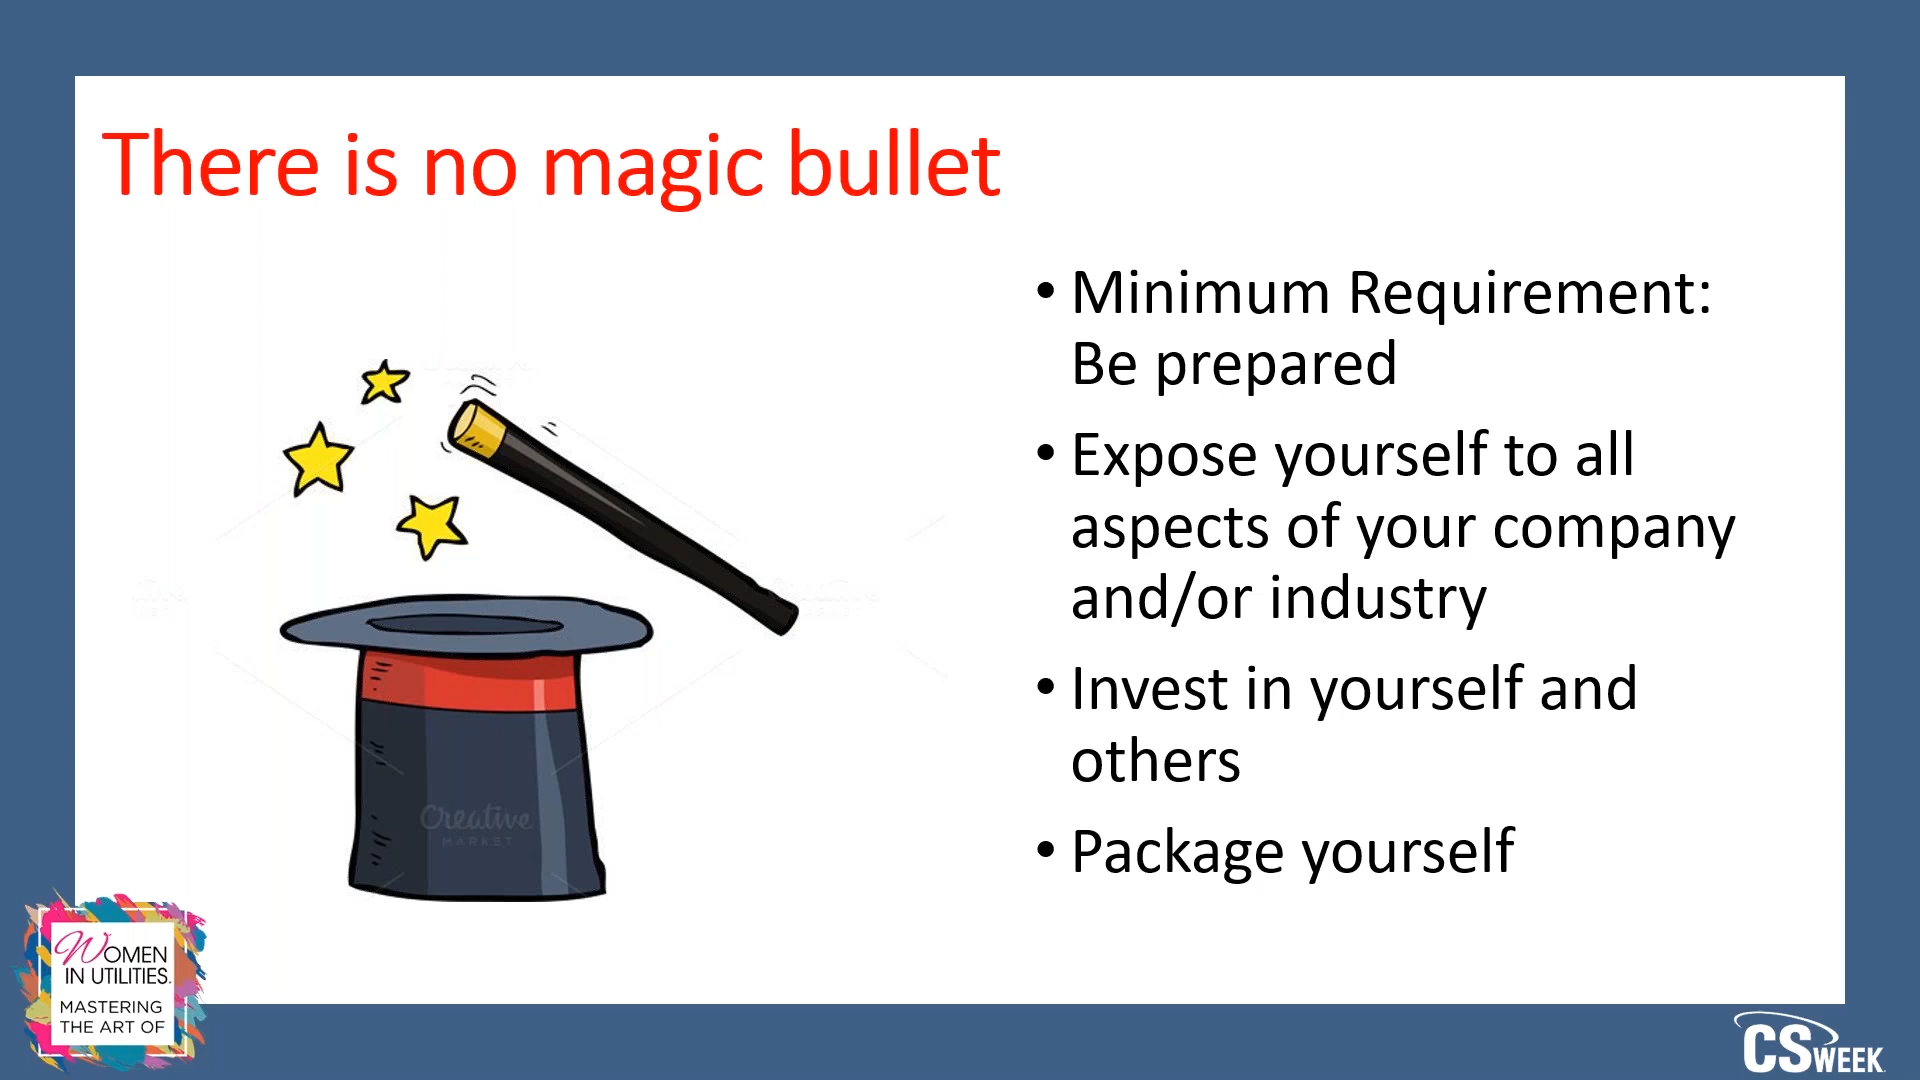 There is no magic bullet
• Minimum Requirement:
Be prepared
• Expose yourself to all
aspects of your company
and/or industry
• Invest in yourself and
others
• Package yourself
Creative
MARKET
WOMEN
IN UTILITIES.
MASTERING
THE ART OF
CSWEEK